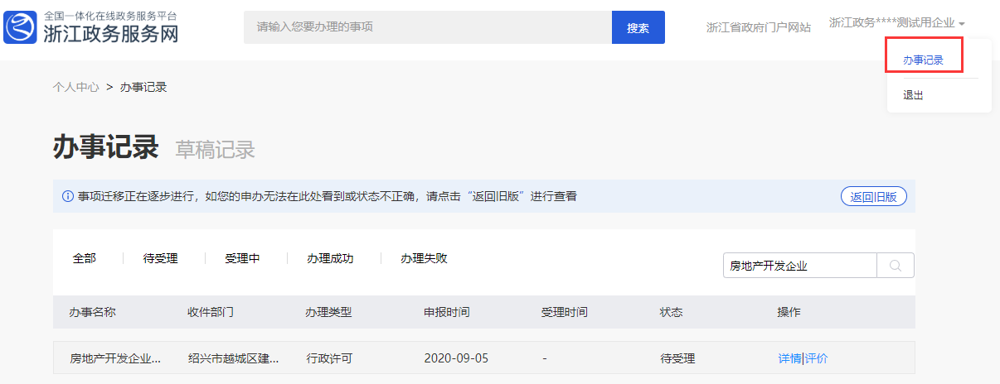 全国一体化在线政务服务平台
浙江政务服务网
请输入您要办理的事项
搜索
浙江省政府门户网站
浙江政务****测试用企业
办事记录
退出
个人中心 > 办事记录
办事记录 草稿记录
事项迁移正在逐步进行，如您的申办无法在此处看到或状态不正确，请点击“返回旧版”进行查看
返回旧版
全部 待受理 受理中 办理成功 办理失败
房地产开发企业
办事名称 收件部门 办理类型 申报时间 受理时间 状态 操作
房地产开发企业... 绍兴市越城区建... 行政许可 2020-09-05 - 待受理 详情|评价